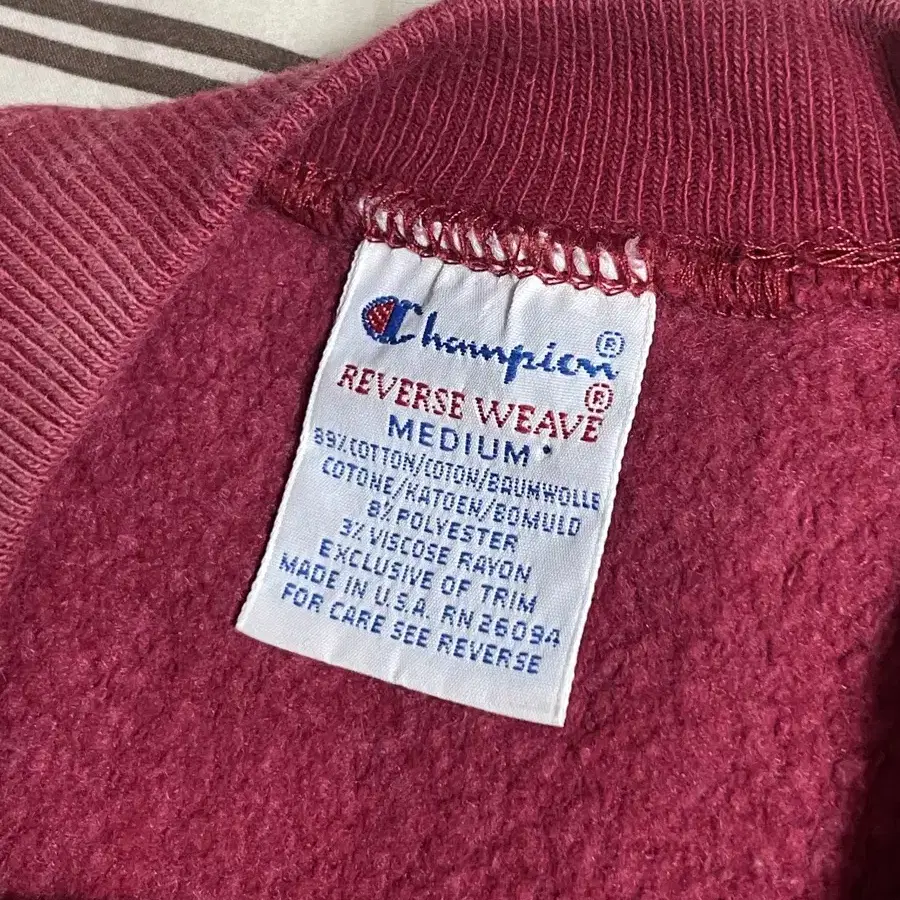 Champion®
REVERSE WEAVE®
MEDIUM•
89% COTTON/COTON/BAUMWOLLE
COTONE/KATOEN/BOMULD
8% POLYESTER
3% VISCOSE RAYON
EXCLUSIVE OF TRIM
MADE IN U.S.A. RN 26094
FOR CARE SEE REVERSE